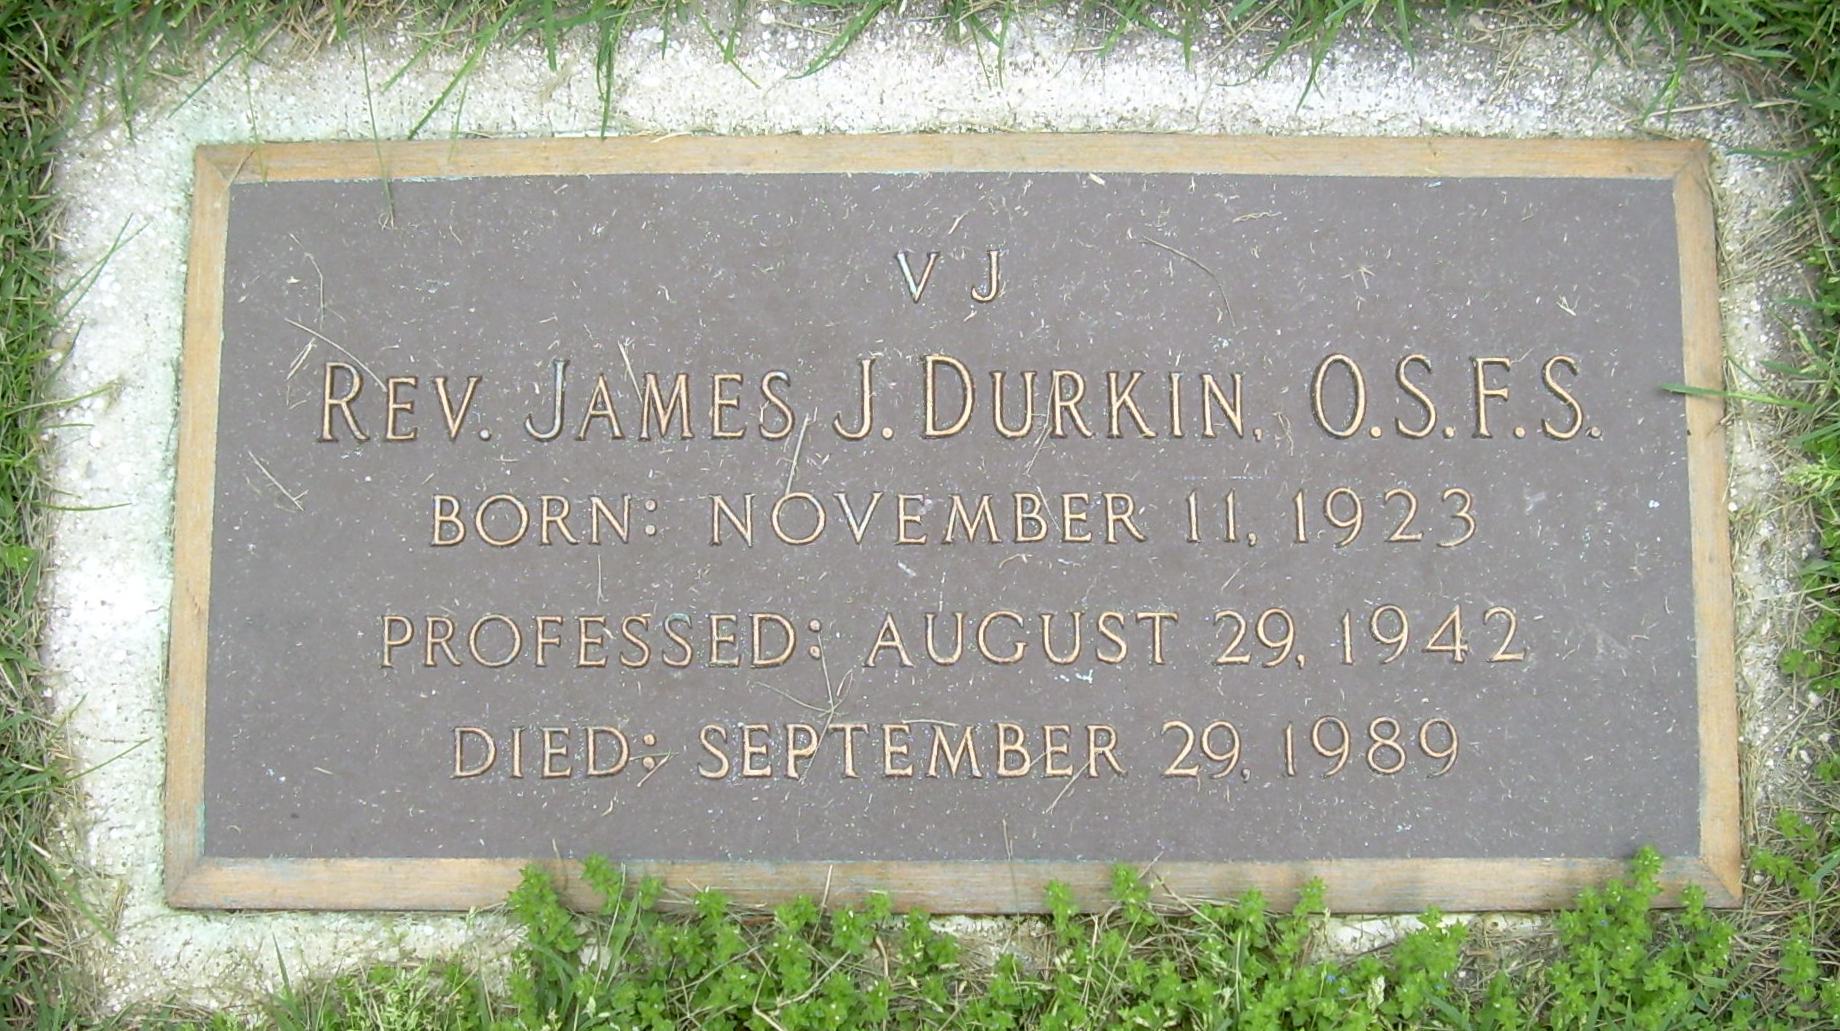 V J
REV. JAMES J. DURKIN, O.S.F.S.
BORN: NOVEMBER 11, 1923
PROFESSED: AUGUST 29, 1942
DIED: SEPTEMBER 29, 1989